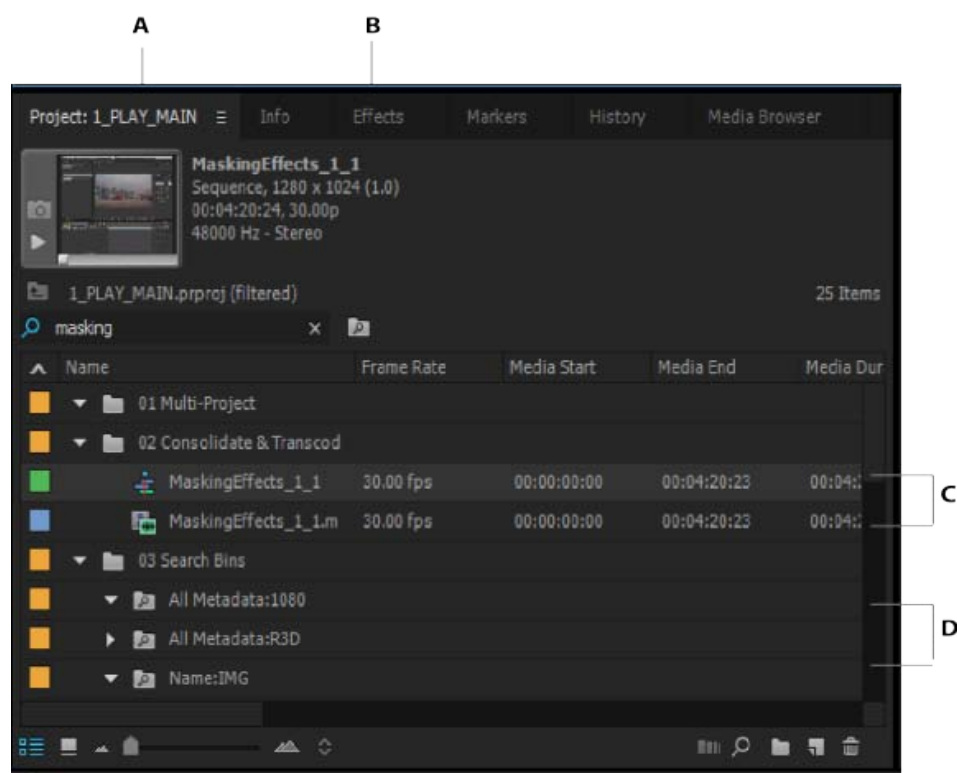 A B
Project: 1_PLAY_MAIN Info Effects Markers History Media Browser
MaskingEffects_1_1
Sequence, 1280 x 1024 (1.0)
00:04:20:24, 30.00p
48000 Hz - Stereo
1_PLAY_MAIN.prproj (filtered) 25 Items
masking
Name Frame Rate Media Start Media End Media Dur
01 Multi-Project
02 Consolidate & Transcod
MaskingEffects_1_1 30.00 fps 00:00:00:00 00:04:20:23 00:04:
C
MaskingEffects_1_1.m 30.00 fps 00:00:00:00 00:04:20:23 00:04:
03 Search Bins
All Metadata:1080
D
All Metadata:R3D
Name:IMG